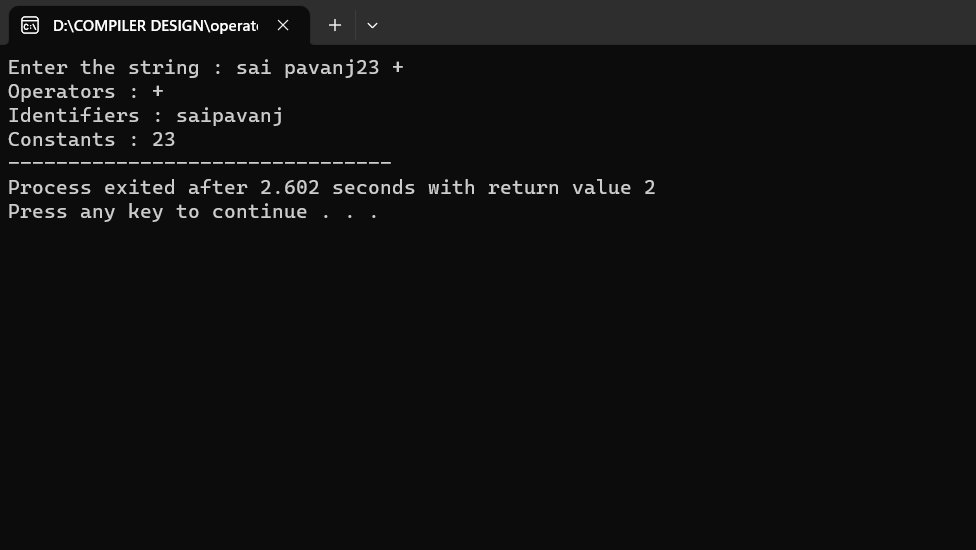 D:\COMPILER DESIGN\operat
Enter the string : sai pavanj23 +
Operators : +
Identifiers : saipavanj
Constants : 23
--------------------------------
Process exited after 2.602 seconds with return value 2
Press any key to continue . . .